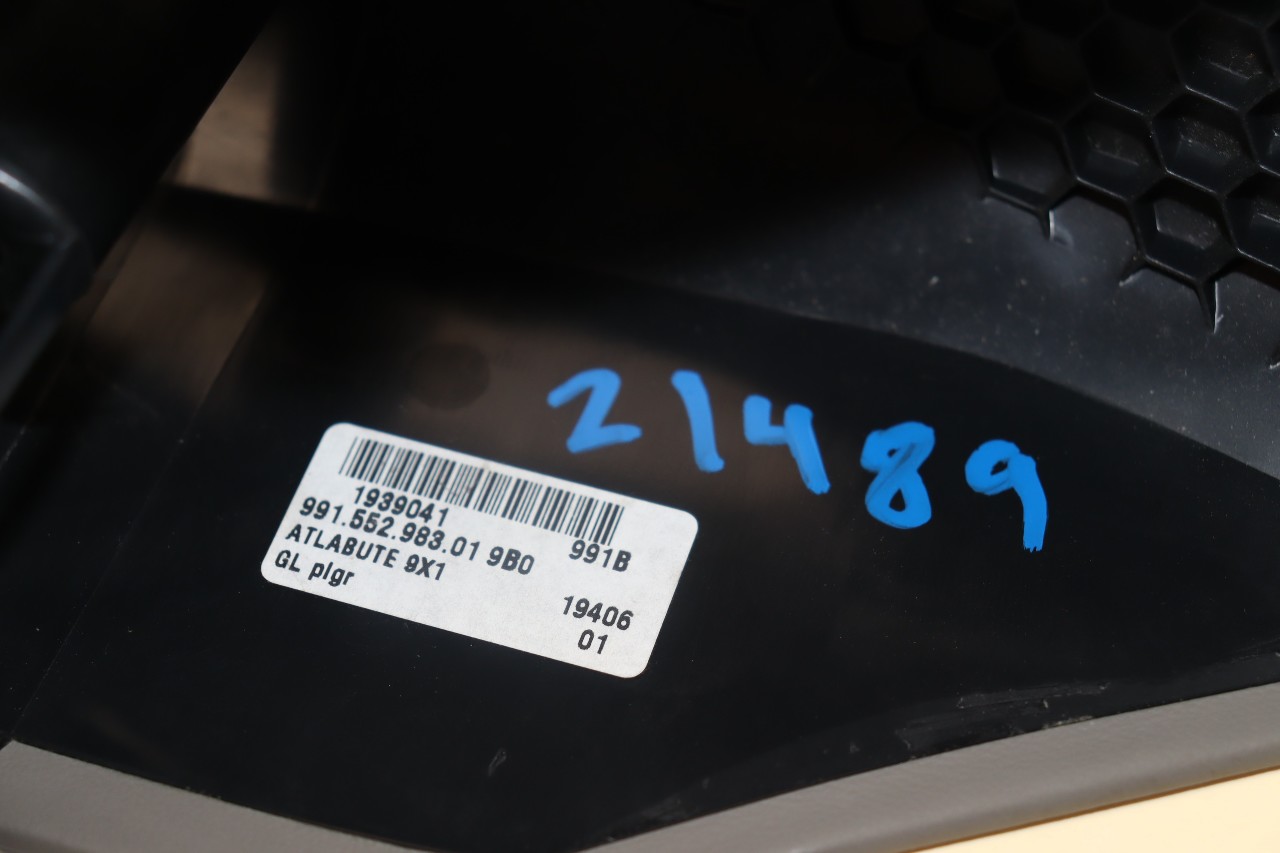 21489
1939041
991.552.983.01 9B0 991B
ATLABUTE 9X1
GL plgr
19406
01